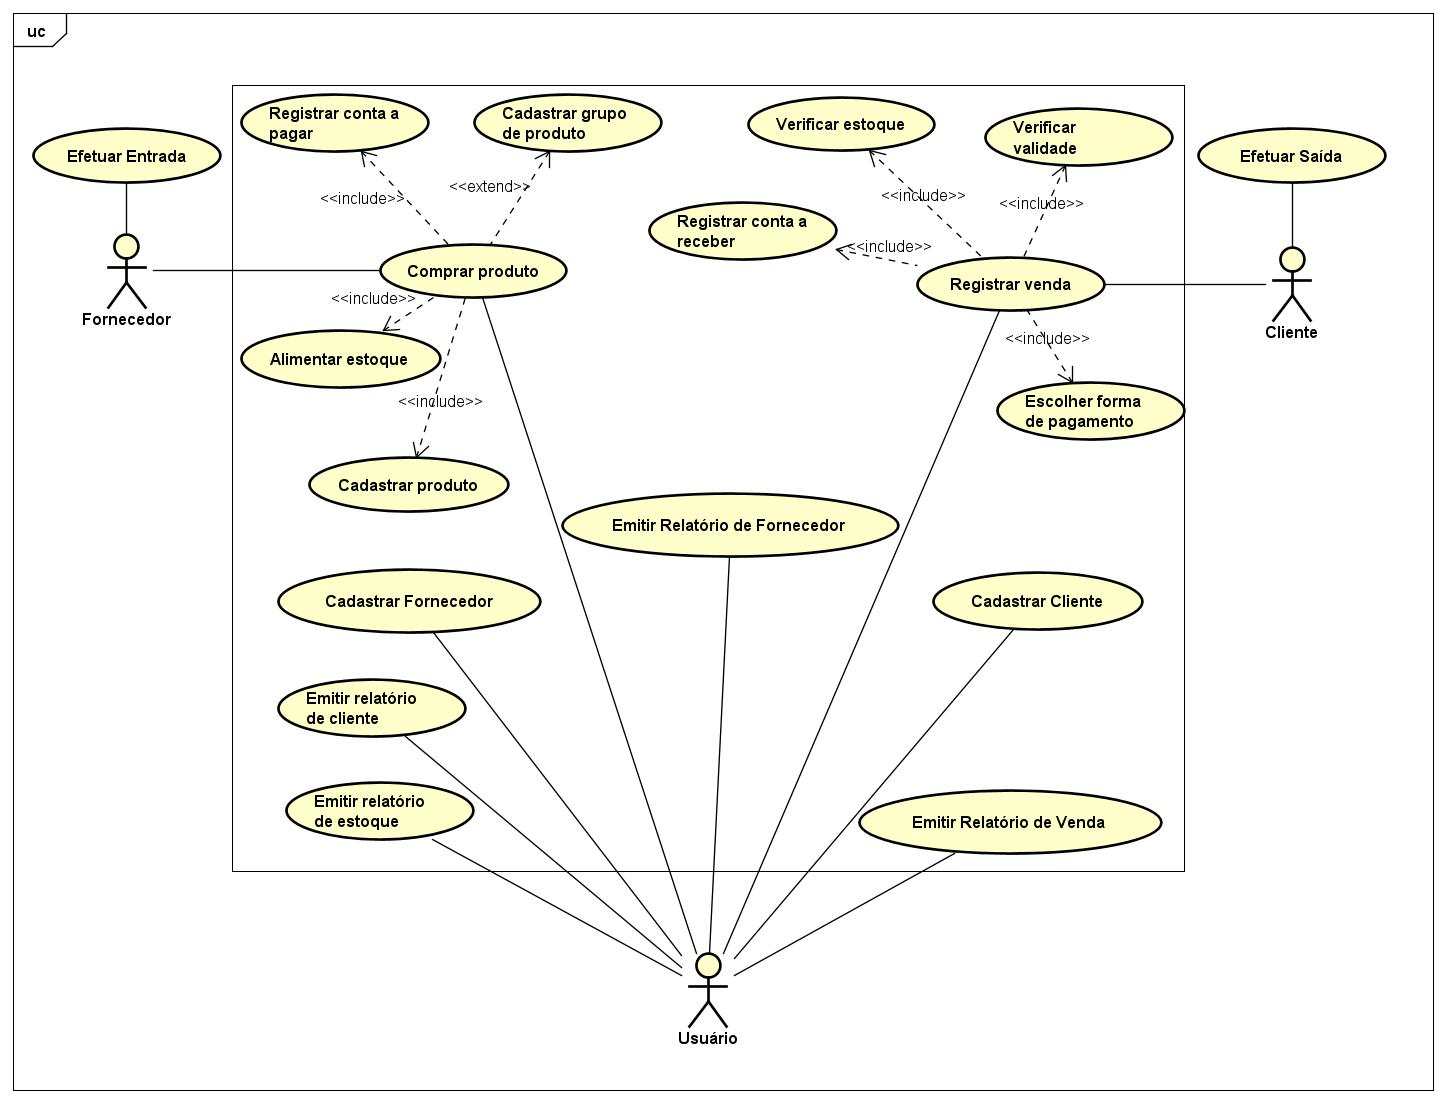 uc
Registrar conta a
pagar
Cadastrar grupo
de produto
Verificar estoque
Verificar
validade
Efetuar Entrada
Efetuar Saída
<<include>>
<<extend>>
<<include>>
<<include>>
Registrar conta a
receber
<<include>>
Comprar produto
Registrar venda
<<include>>
Fornecedor
Cliente
<<include>>
Alimentar estoque
<<include>>
Escolher forma
de pagamento
Cadastrar produto
Emitir Relatório de Fornecedor
Cadastrar Fornecedor
Cadastrar Cliente
Emitir relatório
de cliente
Emitir relatório
de estoque
Emitir Relatório de Venda
Usuário